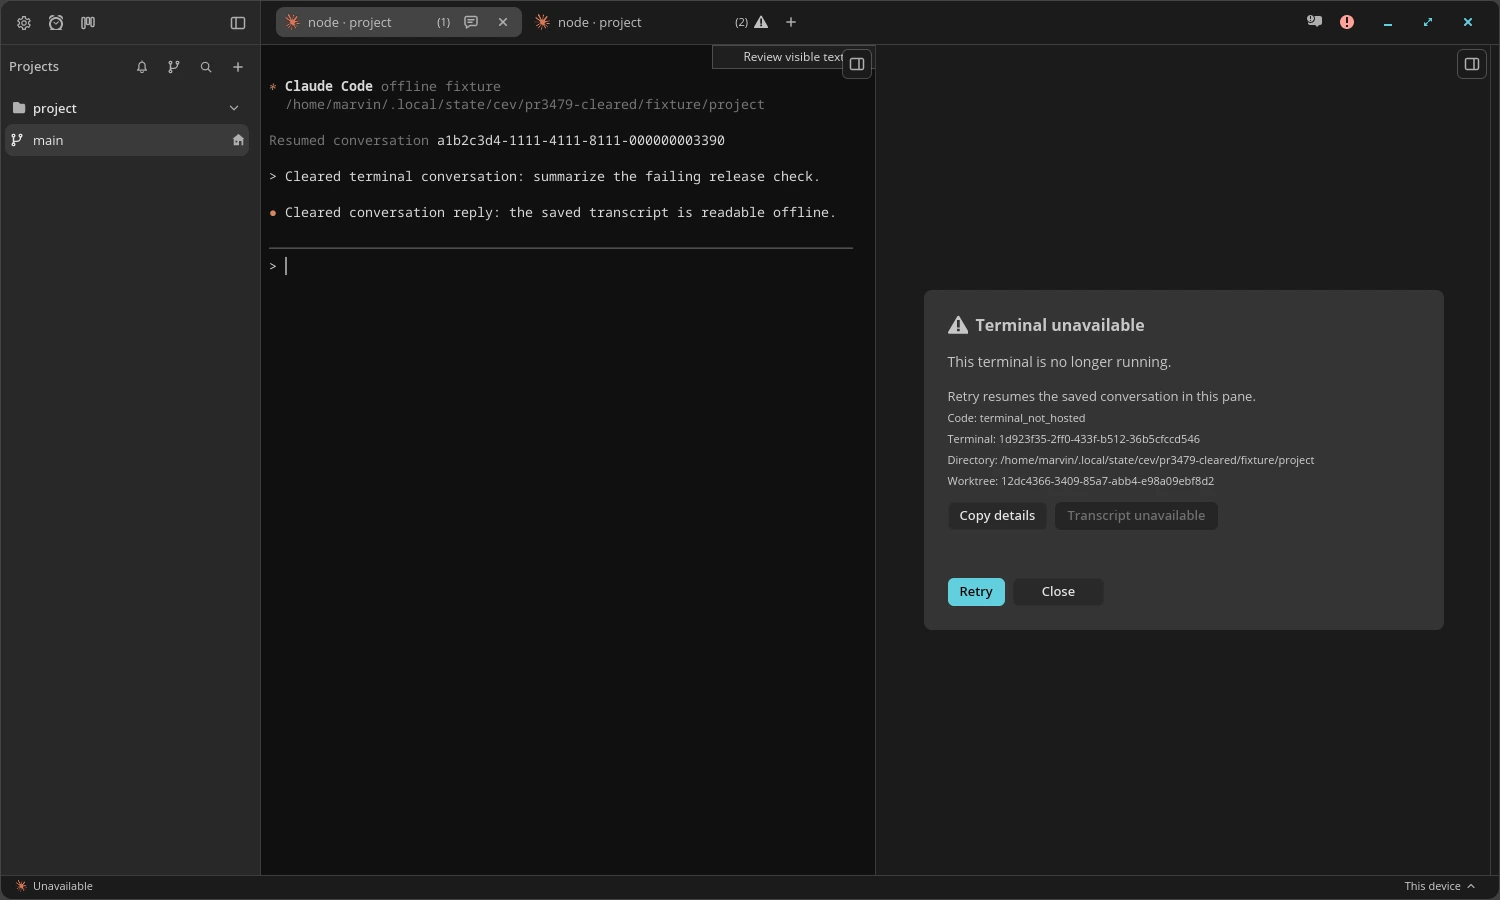 node · project (1)
node · project (2)
Projects
project
main
Review visible text
* Claude Code offline fixture
/home/marvin/.local/state/cev/pr3479-cleared/fixture/project
Resumed conversation a1b2c3d4-1111-4111-8111-000000003390
> Cleared terminal conversation: summarize the failing release check.
● Cleared conversation reply: the saved transcript is readable offline.
>
Terminal unavailable
This terminal is no longer running.
Retry resumes the saved conversation in this pane.
Code: terminal_not_hosted
Terminal: 1d923f35-2ff0-433f-b512-36b5cfccd546
Directory: /home/marvin/.local/state/cev/pr3479-cleared/fixture/project
Worktree: 12dc4366-3409-85a7-abb4-e98a09ebf8d2
Copy details
Transcript unavailable
Retry
Close
Unavailable
This device